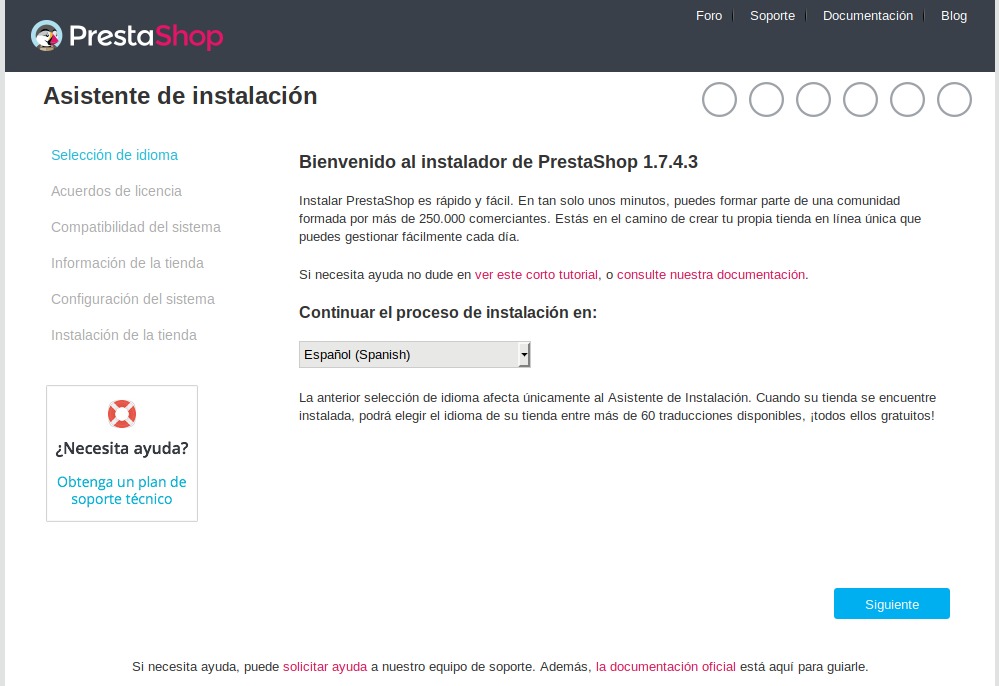 PrestaShop
Foro
Soporte
Documentación
Blog
Asistente de instalación
Selección de idioma
Acuerdos de licencia
Compatibilidad del sistema
Información de la tienda
Configuración del sistema
Instalación de la tienda
¿Necesita ayuda?
Obtenga un plan de
soporte técnico
Bienvenido al instalador de PrestaShop 1.7.4.3
Instalar PrestaShop es rápido y fácil. En tan solo unos minutos, puedes formar parte de una comunidad
formada por más de 250.000 comerciantes. Estás en el camino de crear tu propia tienda en línea única que
puedes gestionar fácilmente cada día.
Si necesita ayuda no dude en ver este corto tutorial, o consulte nuestra documentación.
Continuar el proceso de instalación en:
Español (Spanish)
La anterior selección de idioma afecta únicamente al Asistente de Instalación. Cuando su tienda se encuentre
instalada, podrá elegir el idioma de su tienda entre más de 60 traducciones disponibles, ¡todos ellos gratuitos!
Siguiente
Si necesita ayuda, puede solicitar ayuda a nuestro equipo de soporte. Además, la documentación oficial está aquí para guiarle.